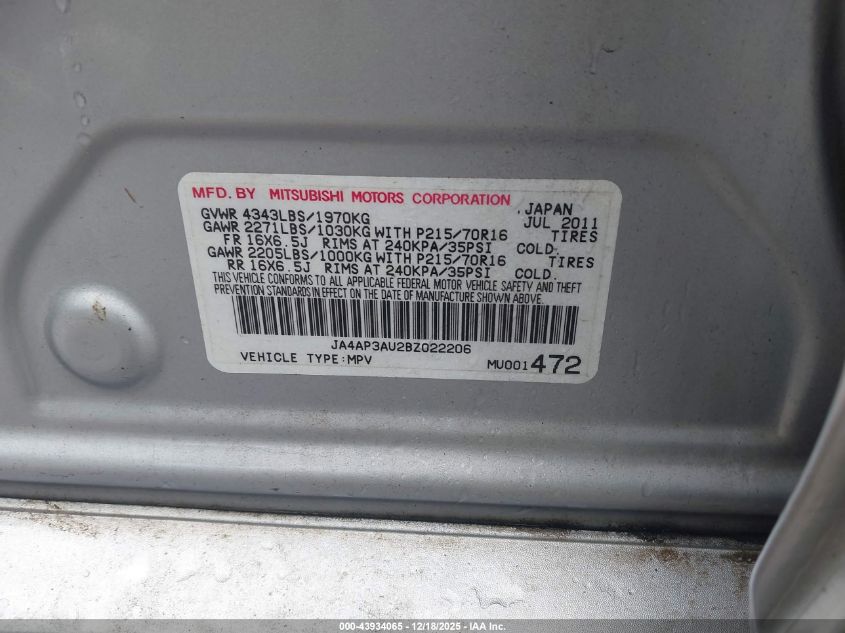 MFD. BY MITSUBISHI MOTORS CORPORATION
GVWR 4343LBS/1970KG JAPAN JUL 2011
GAWR 2271LBS/1030KG WITH P215/70R16 TIRES
FR 16X6.5J RIMS AT 240KPA/35PSI COLD.
GAWR 2205LBS/1000KG WITH P215/70R16 TIRES
RR 16X6.5J RIMS AT 240KPA/35PSI COLD.
THIS VEHICLE CONFORMS TO ALL APPLICABLE FEDERAL MOTOR VEHICLE SAFETY AND THEFT
PREVENTION STANDARDS IN EFFECT ON THE DATE OF MANUFACTURE SHOWN ABOVE.
JA4AP3AU2BZ022206
VEHICLE TYPE:MPV MU001472
000-43934065 - 12/18/2025 - IAA Inc.